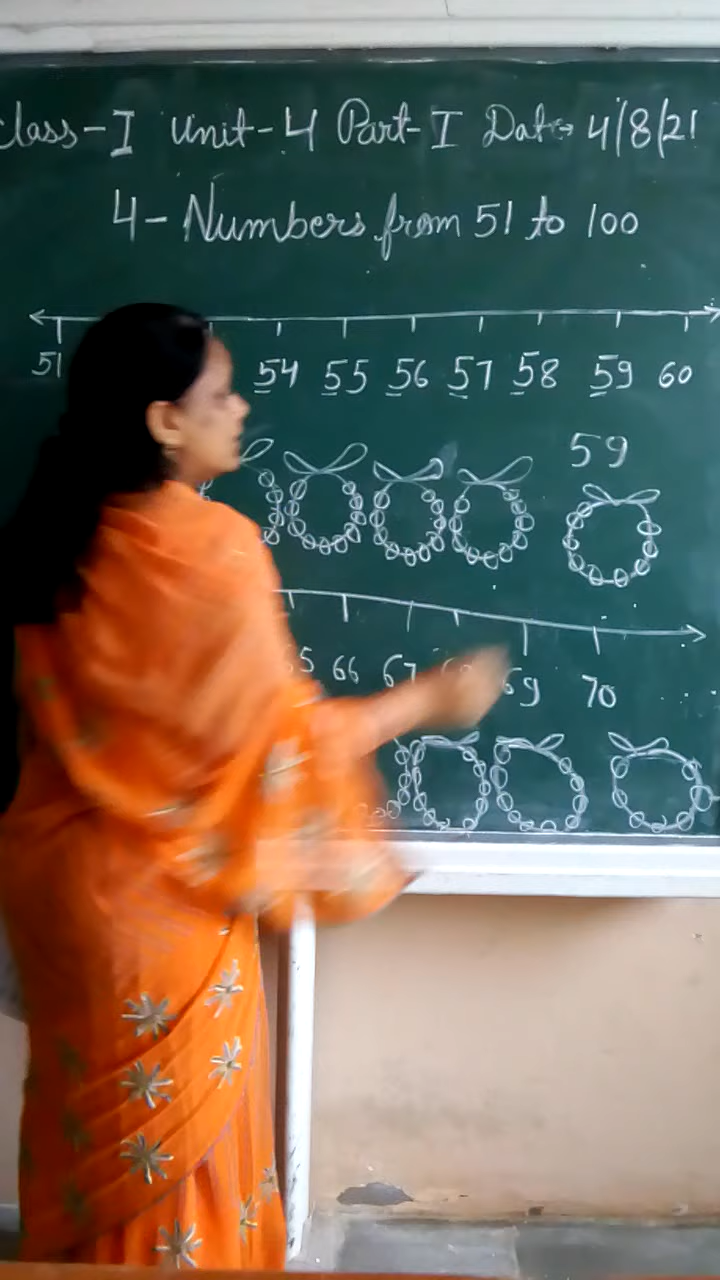 Class-I Unit-4 Part-I Date 4/8/21
4- Numbers from 51 to 100
51 54 55 56 57 58 59 60
59
66 67 69 70